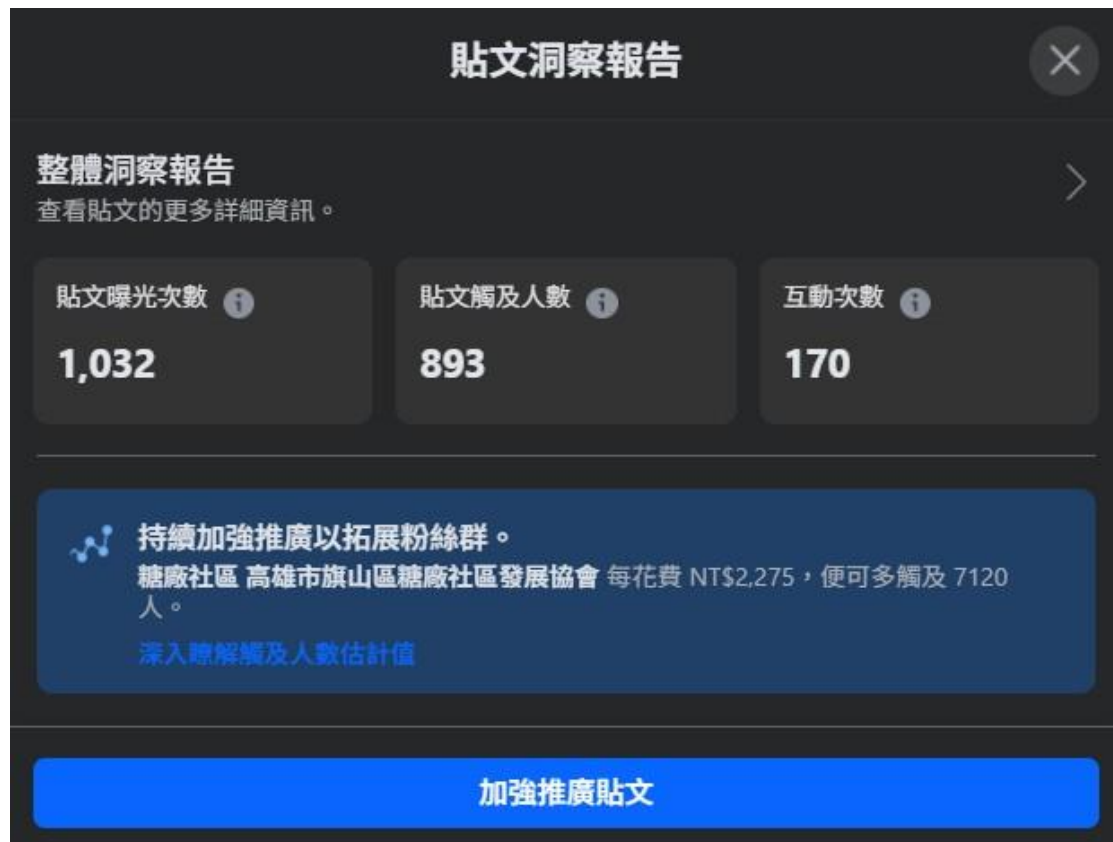 貼文洞察報告
整體洞察報告
查看貼文的更多詳細資訊。
貼文曝光次數
貼文觸及人數
互動次數
1,032
893
170
持續加強推廣以拓展粉絲群。
糖廠社區 高雄市旗山區糖廠社區發展協會 每花費 NT$2,275，便可多觸及 7120
人。
深入瞭解觸及人數估計值
加強推廣貼文